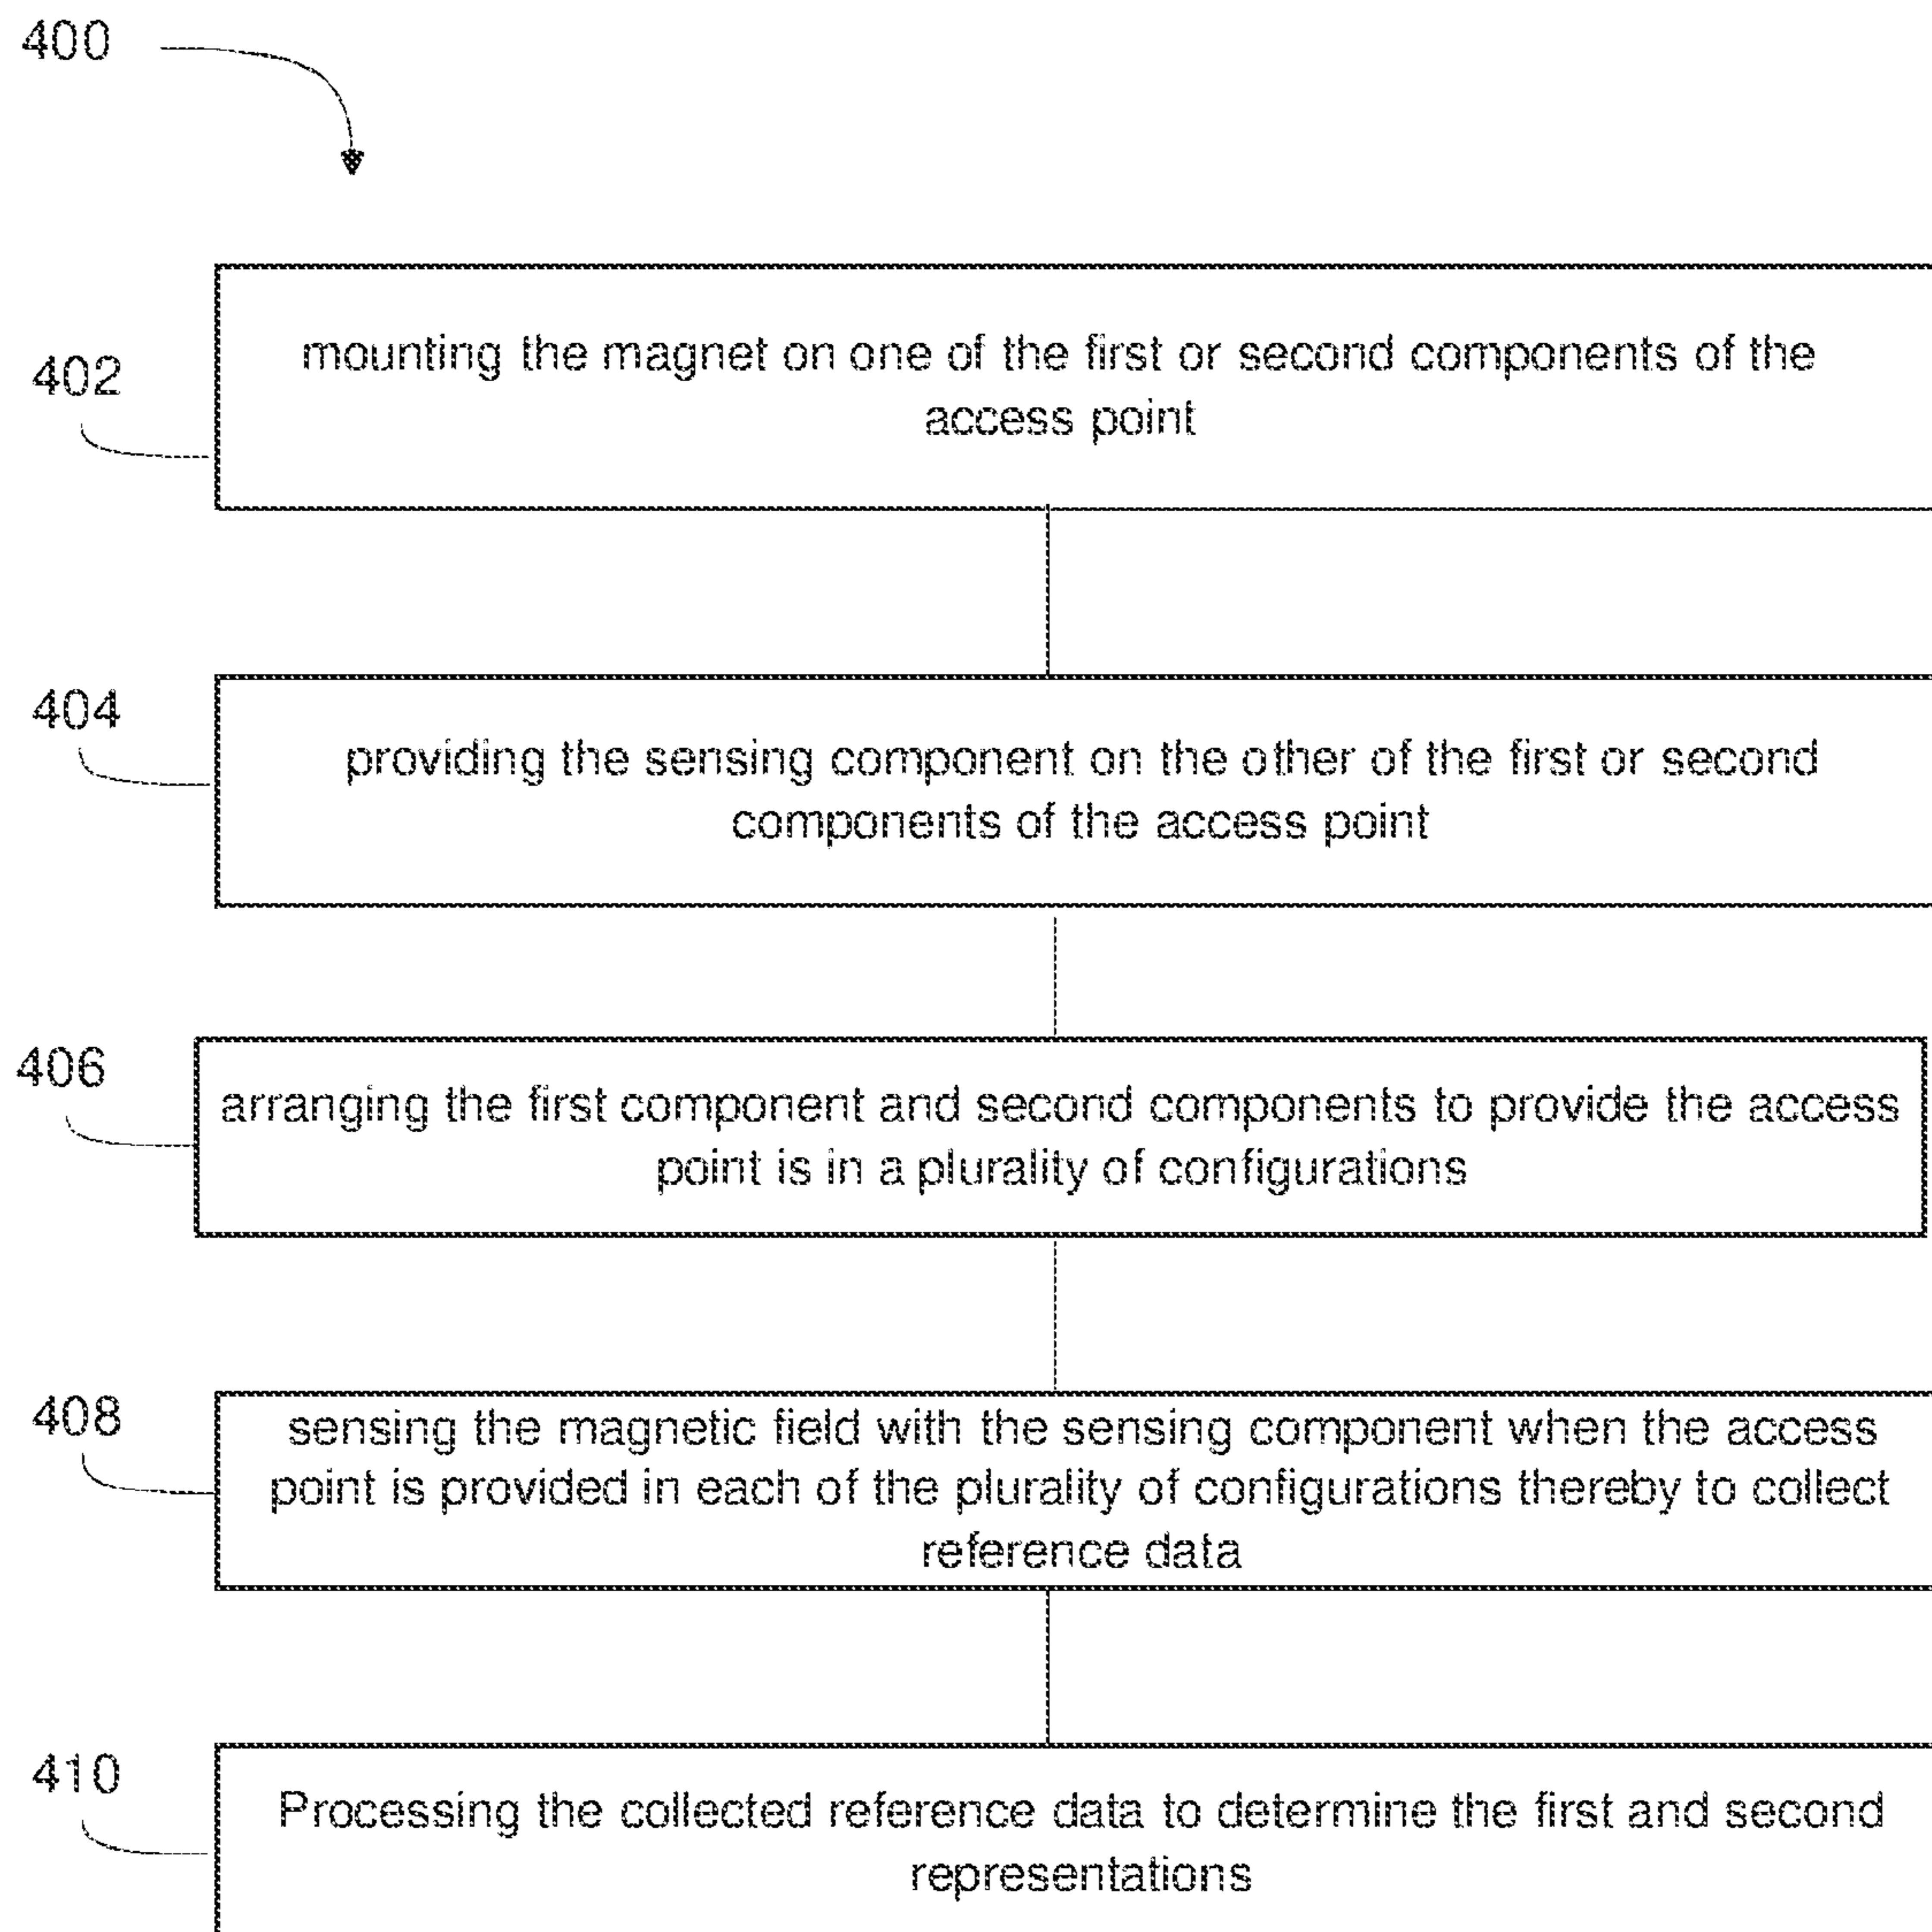 400
402
mounting the magnet on one of the first or second components of the
access point
404
providing the sensing component on the other of the first or second
components of the access point
406
arranging the first component and second components to provide the access
point is in a plurality of configurations
408
sensing the magnetic field with the sensing component when the access
point is provided in each of the plurality of configurations thereby to collect
reference data
410
Processing the collected reference data to determine the first and second
representations